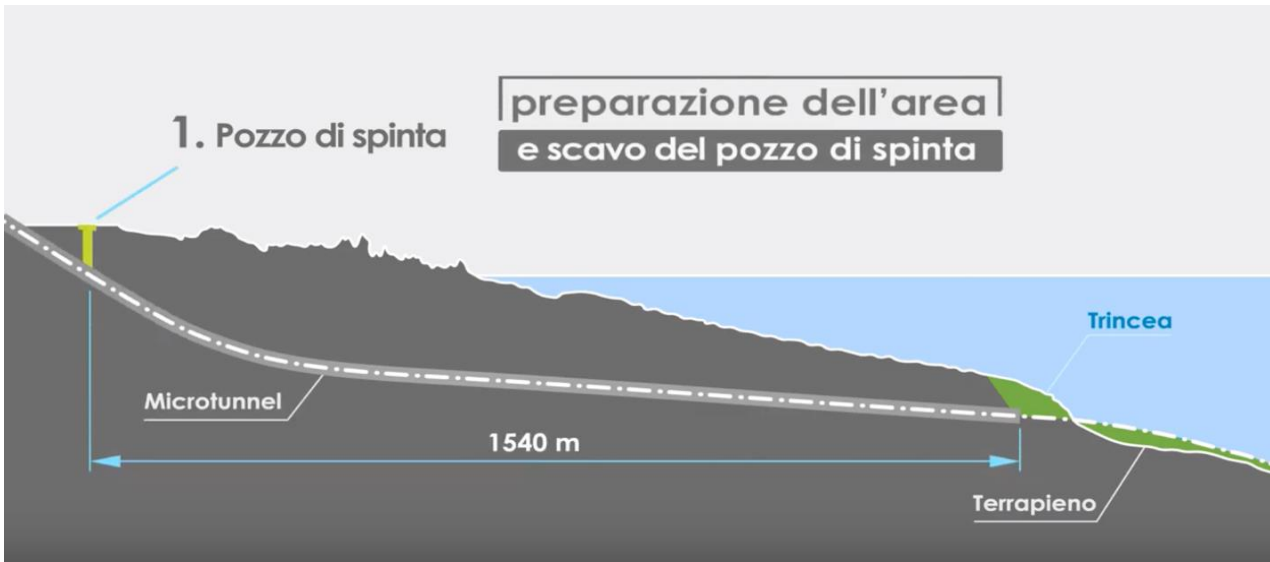 preparazione dell'area
1. Pozzo di spinta
e scavo del pozzo di spinta
Trincea
Microtunnel
1540 m
Terrapieno